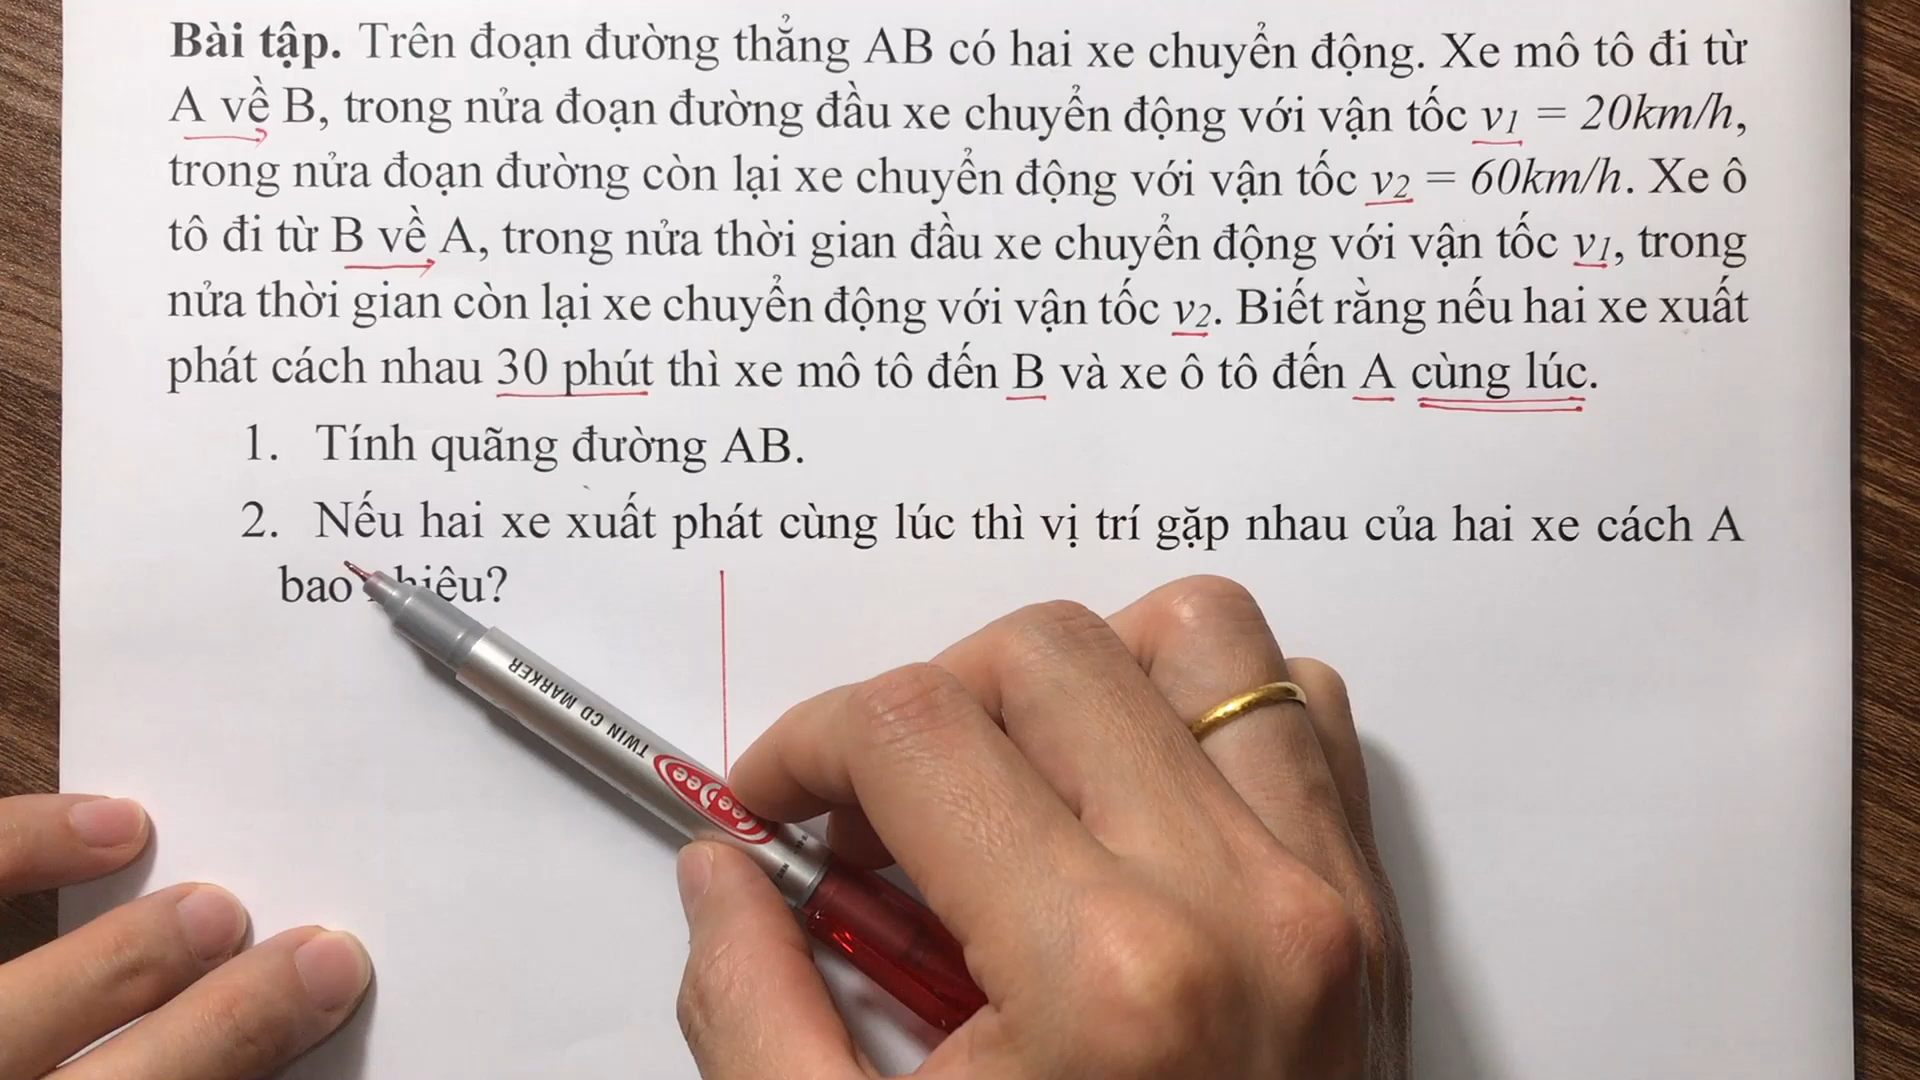 Bài tập. Trên đoạn đường thẳng AB có hai xe chuyển động. Xe mô tô đi từ
A về B, trong nửa đoạn đường đầu xe chuyển động với vận tốc v1 = 20km/h,
trong nửa đoạn đường còn lại xe chuyển động với vận tốc v2 = 60km/h. Xe ô
tô đi từ B về A, trong nửa thời gian đầu xe chuyển động với vận tốc v1, trong
nửa thời gian còn lại xe chuyển động với vận tốc v2. Biết rằng nếu hai xe xuất
phát cách nhau 30 phút thì xe mô tô đến B và xe ô tô đến A cùng lúc.
1. Tính quãng đường AB.
2. Nếu hai xe xuất phát cùng lúc thì vị trí gặp nhau của hai xe cách A
bao
TWIN CD MARKER
GeeDee